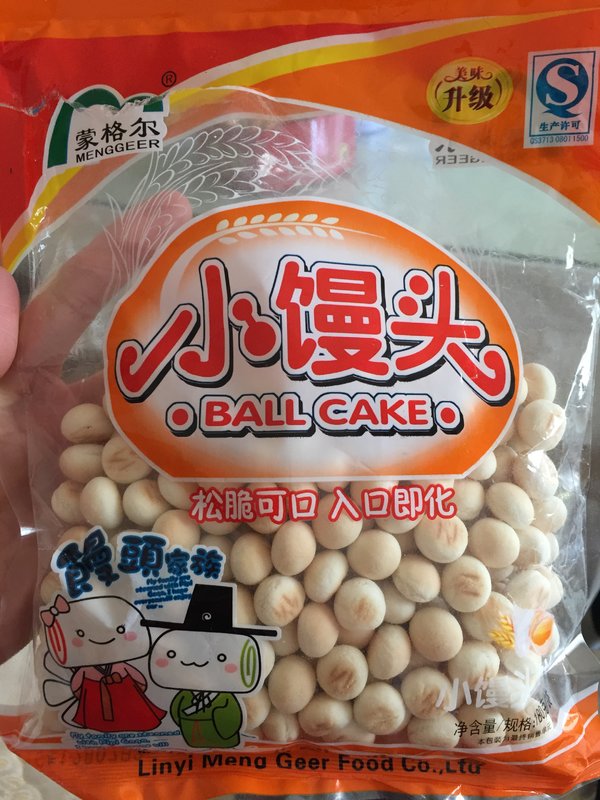 蒙格尔
MENGGEER
®
美味
升级
生产许可
QS3713 0801 1500
小馒头
BALL CAKE
松脆可口 入口即化
饅頭家族
小馒头
净含量/规格:
Linyi Meng Geer Food Co.,Ltd